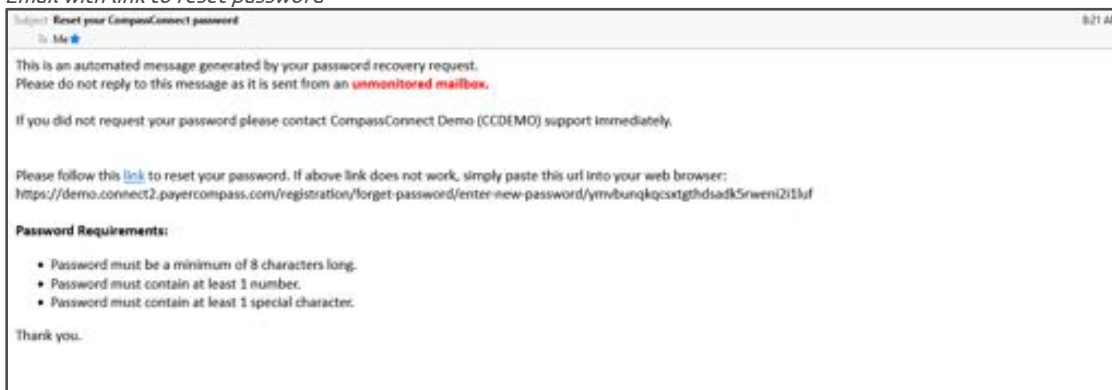 Email with link to reset password
Subject Reset your CompassConnect password 8:21 AM
To Me
This is an automated message generated by your password recovery request.
Please do not reply to this message as it is sent from an unmonitored mailbox.
If you did not request your password please contact CompassConnect Demo (CCDEMO) support immediately.
Please follow this link to reset your password. If above link does not work, simply paste this url into your web browser:
https://demo.connect2.payercompass.com/registration/forget-password/enter-new-password/
Password Requirements:
• Password must be a minimum of 8 characters long.
• Password must contain at least 1 number.
• Password must contain at least 1 special character.
Thank you.